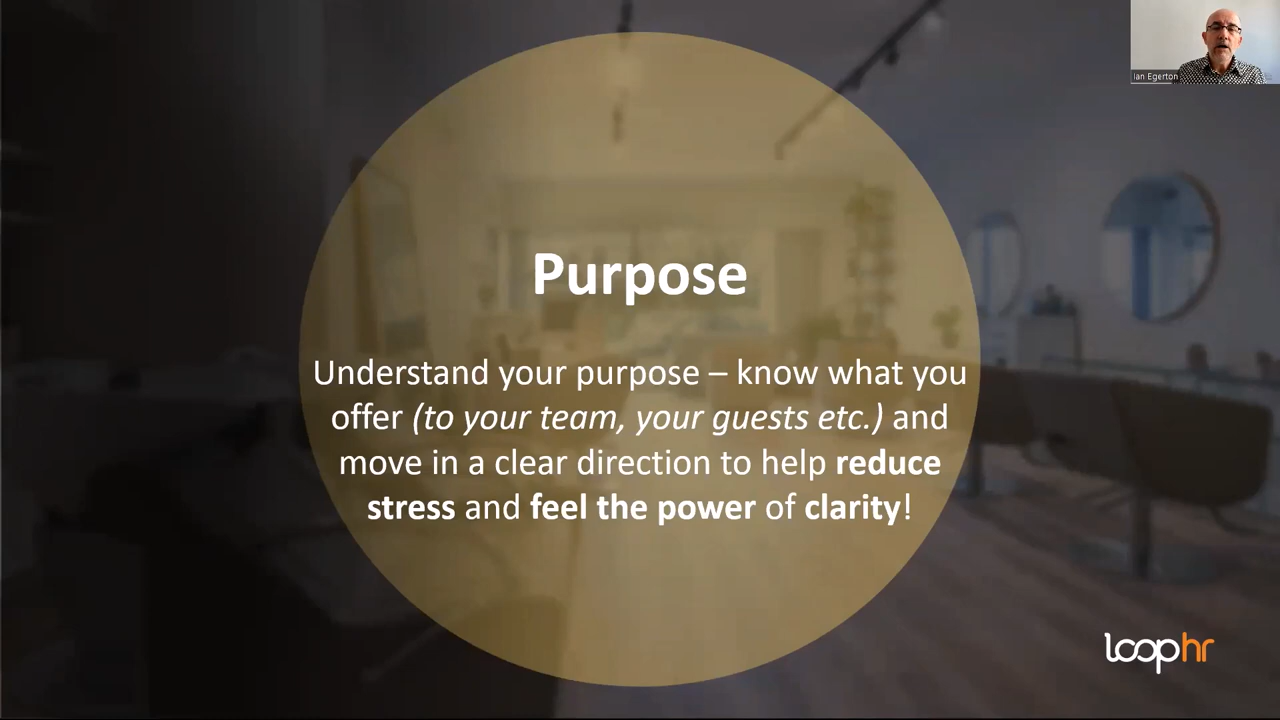 Ian Egerton
Purpose
Understand your purpose – know what you
offer (to your team, your guests etc.) and
move in a clear direction to help reduce
stress and feel the power of clarity!
loophr